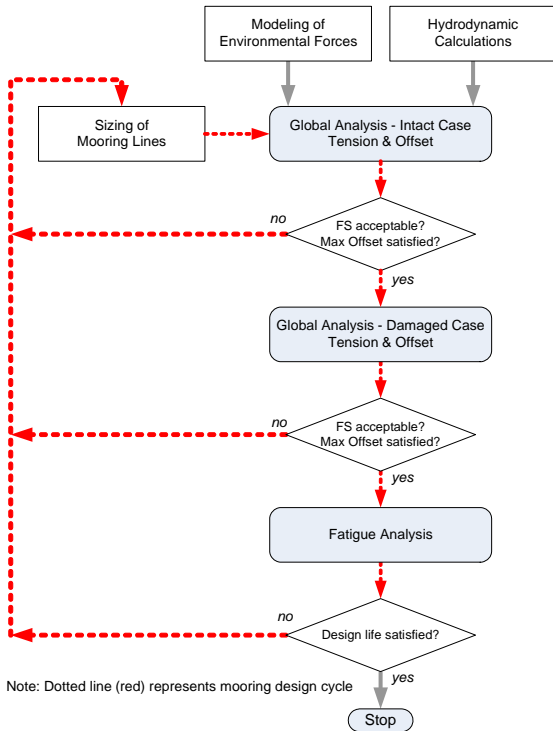 Modeling of
Environmental Forces
Hydrodynamic
Calculations
Sizing of
Mooring Lines
Global Analysis - Intact Case
Tension & Offset
no
FS acceptable?
Max Offset satisfied?
yes
Global Analysis - Damaged Case
Tension & Offset
no
FS acceptable?
Max Offset satisfied?
yes
Fatigue Analysis
no
Design life satisfied?
yes
Note: Dotted line (red) represents mooring design cycle
Stop